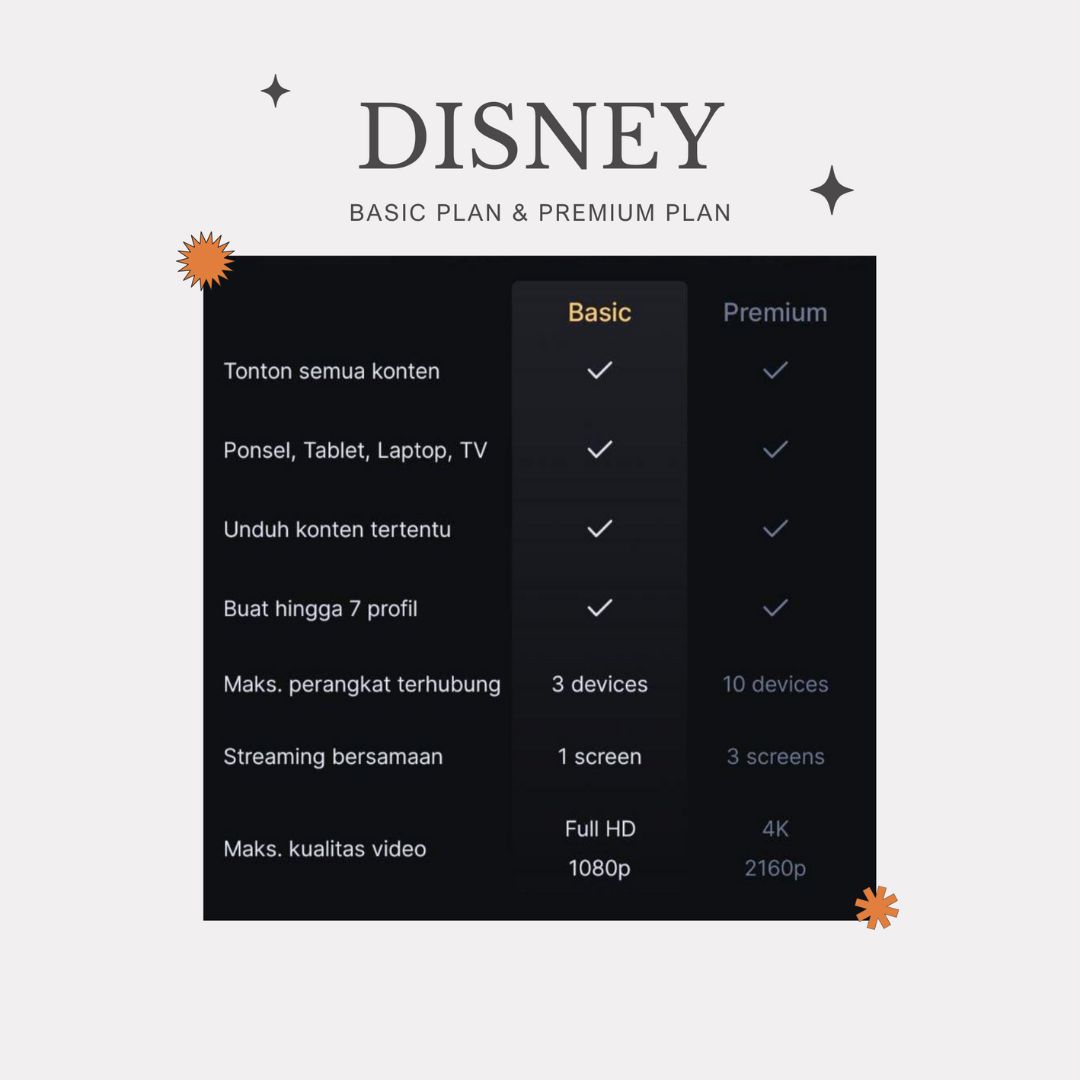 DISNEY
BASIC PLAN & PREMIUM PLAN
Basic Premium
Tonton semua konten
Ponsel, Tablet, Laptop, TV
Unduh konten tertentu
Buat hingga 7 profil
Maks. perangkat terhubung 3 devices 10 devices
Streaming bersamaan 1 screen 3 screens
Maks. kualitas video Full HD 4K
1080p 2160p